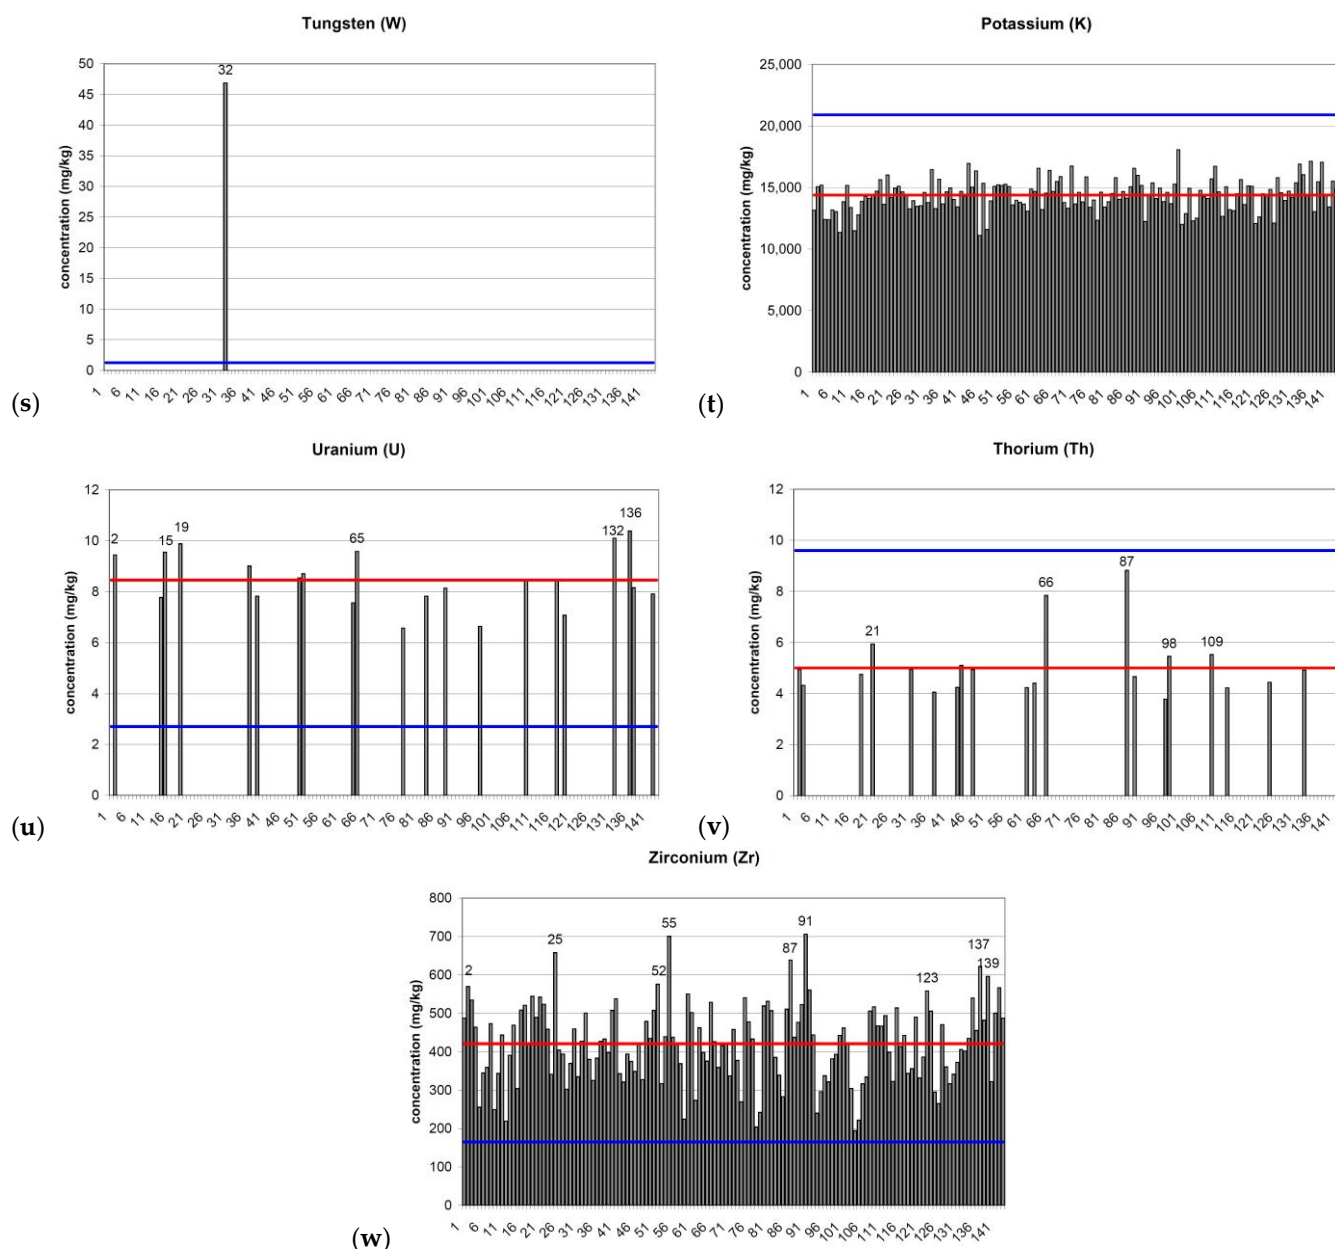 Tungsten (W)
concentration (mg/kg)
50
45
40
35
30
25
20
15
10
5
0
32
1 6 11 16 21 26 31 36 41 46 51 56 61 66 71 76 81 86 91 96 101 106 111 116 121 126 131 136 141
(s)
Potassium (K)
concentration (mg/kg)
25,000
20,000
15,000
10,000
5,000
0
1 6 11 16 21 26 31 36 41 46 51 56 61 66 71 76 81 86 91 96 101 106 111 116 121 126 131 136 141
(t)
Uranium (U)
concentration (mg/kg)
12
10
8
6
4
2
0
2 15 19 65 132 136
1 6 11 16 21 26 31 36 41 46 51 56 61 66 71 76 81 86 91 96 101 106 111 116 121 126 131 136 141
(u)
Thorium (Th)
concentration (mg/kg)
12
10
8
6
4
2
0
21 66 87 98 109
1 6 11 16 21 26 31 36 41 46 51 56 61 66 71 76 81 86 91 96 101 106 111 116 121 126 131 136 141
(v)
Zirconium (Zr)
concentration (mg/kg)
800
700
600
500
400
300
200
100
0
2 25 52 55 87 91 123 137 139
1 6 11 16 21 26 31 36 41 46 51 56 61 66 71 76 81 86 91 96 101 106 111 116 121 126 131 136 141
(w)